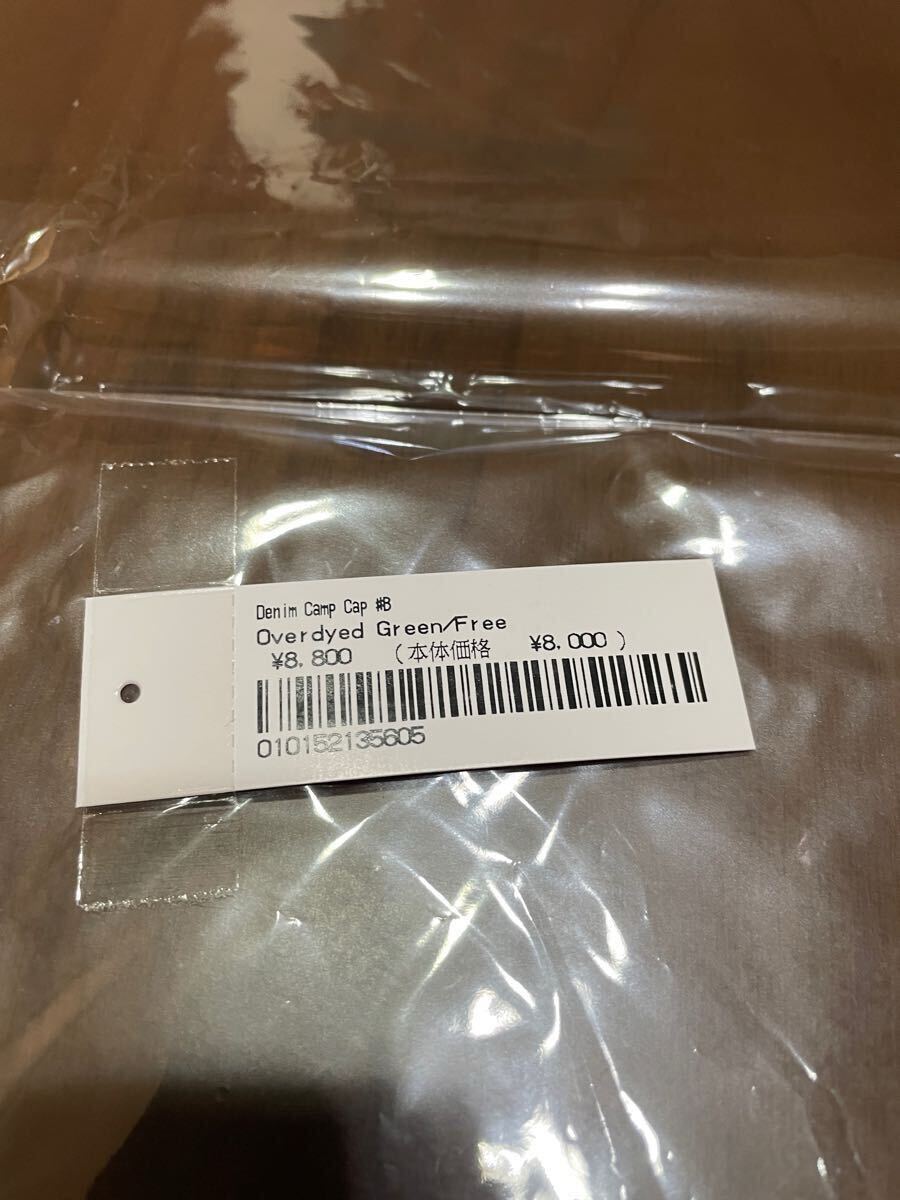 Denim Camp Cap #B
Overdyed Green/Free
¥8,800 (本体価格 ¥8,000)
010152135605